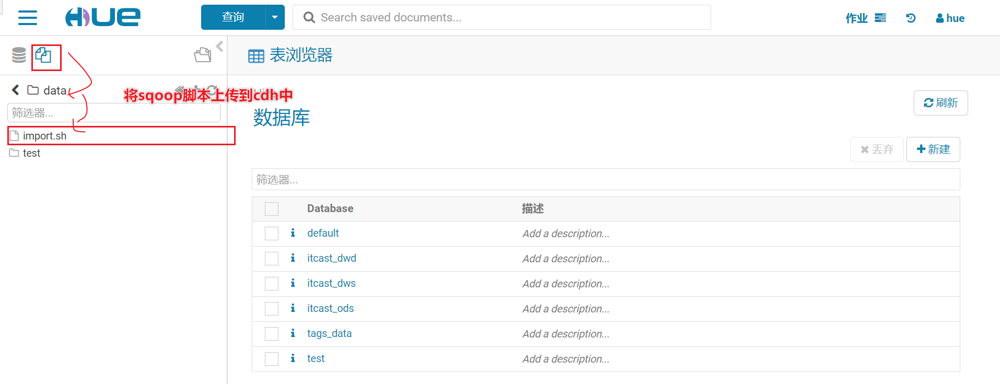 HUE
查询
Search saved documents...
作业
hue
表浏览器
data
将sqoop脚本上传到cdh中
筛选器...
import.sh
test
数据库
刷新
丢弃
新建
筛选器...
Database 描述
default Add a description...
itcast_dwd Add a description...
itcast_dws Add a description...
itcast_ods Add a description...
tags_data Add a description...
test Add a description...